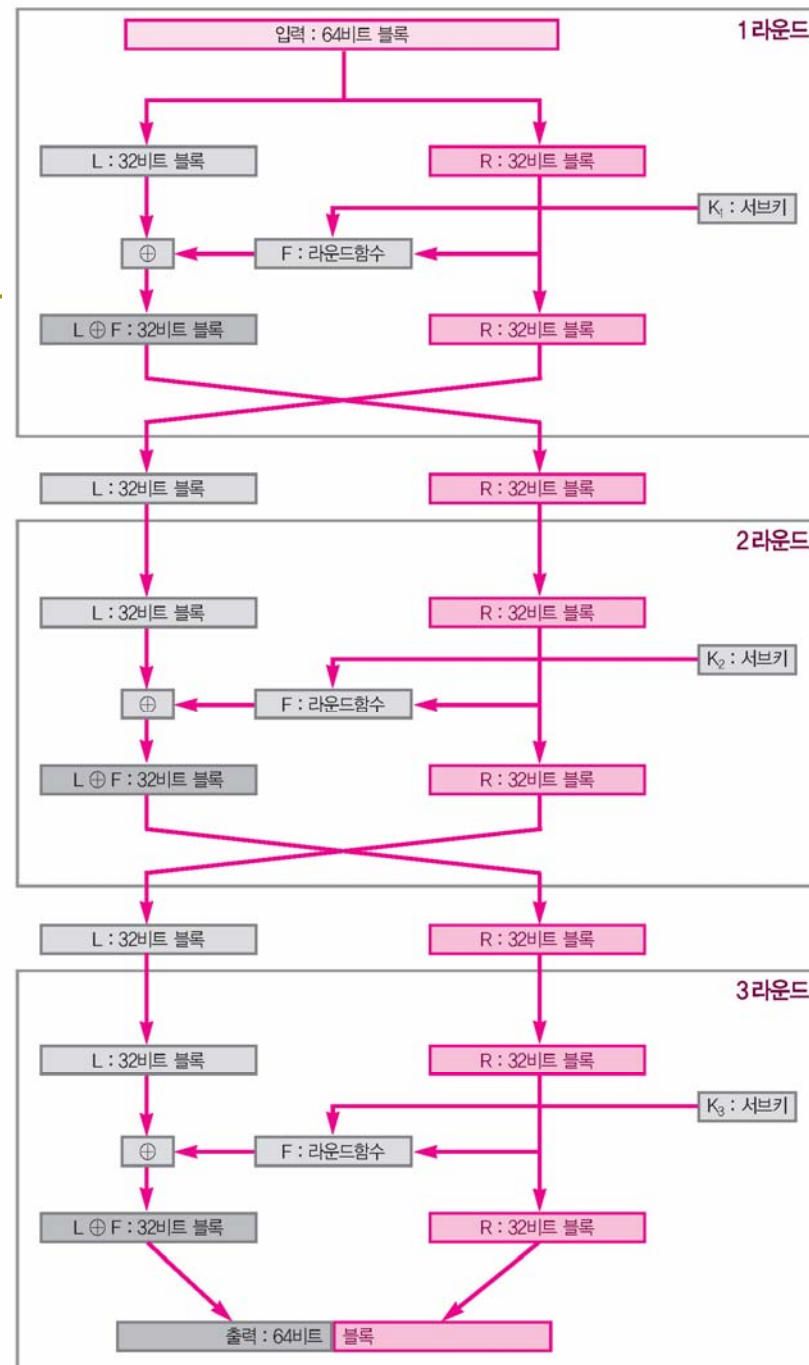 1라운드
입력 : 64비트 블록
L : 32비트 블록
R : 32비트 블록
K₁ : 서브키
⊕
F : 라운드함수
L ⊕ F : 32비트 블록
R : 32비트 블록
L : 32비트 블록
R : 32비트 블록
2라운드
L : 32비트 블록
R : 32비트 블록
K₂ : 서브키
⊕
F : 라운드함수
L ⊕ F : 32비트 블록
R : 32비트 블록
L : 32비트 블록
R : 32비트 블록
3라운드
L : 32비트 블록
R : 32비트 블록
K₃ : 서브키
⊕
F : 라운드함수
L ⊕ F : 32비트 블록
R : 32비트 블록
출력 : 64비트 블록